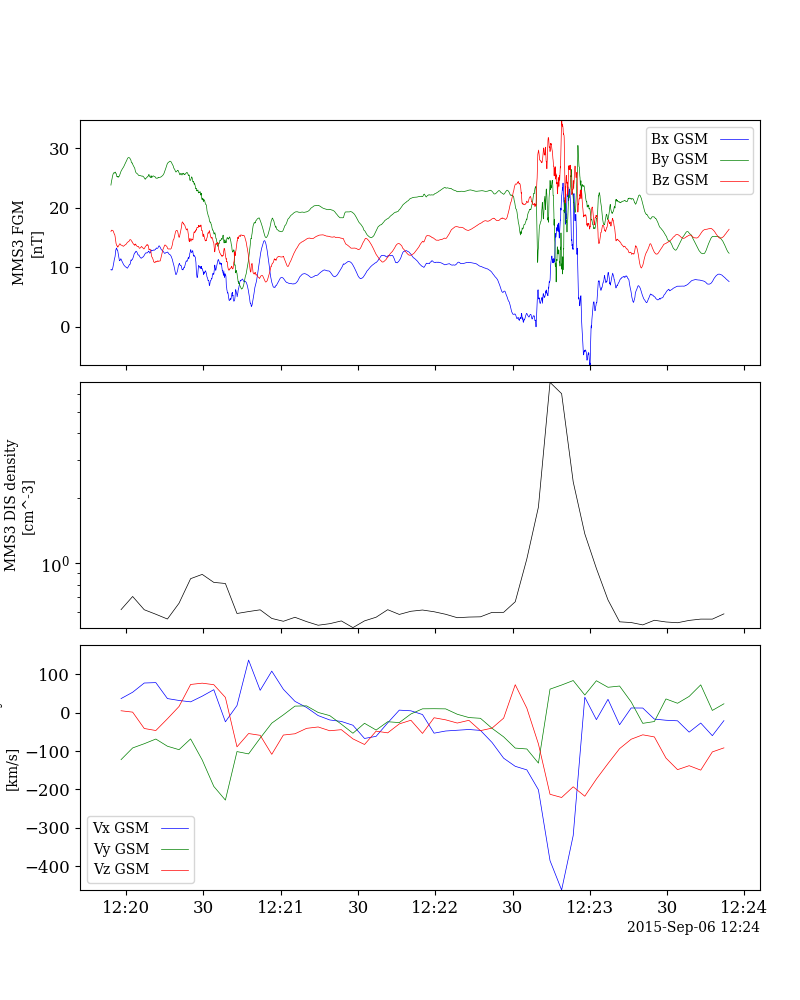 MMS3 FGM
[nT]
30
20
10
0
Bx GSM
By GSM
Bz GSM
MMS3 DIS density
[cm^-3]
10^0
100
0
−100
−200
−300
−400
[km/s]
Vx GSM
Vy GSM
Vz GSM
12:20 30 12:21 30 12:22 30 12:23 30 12:24
2015-Sep-06 12:24